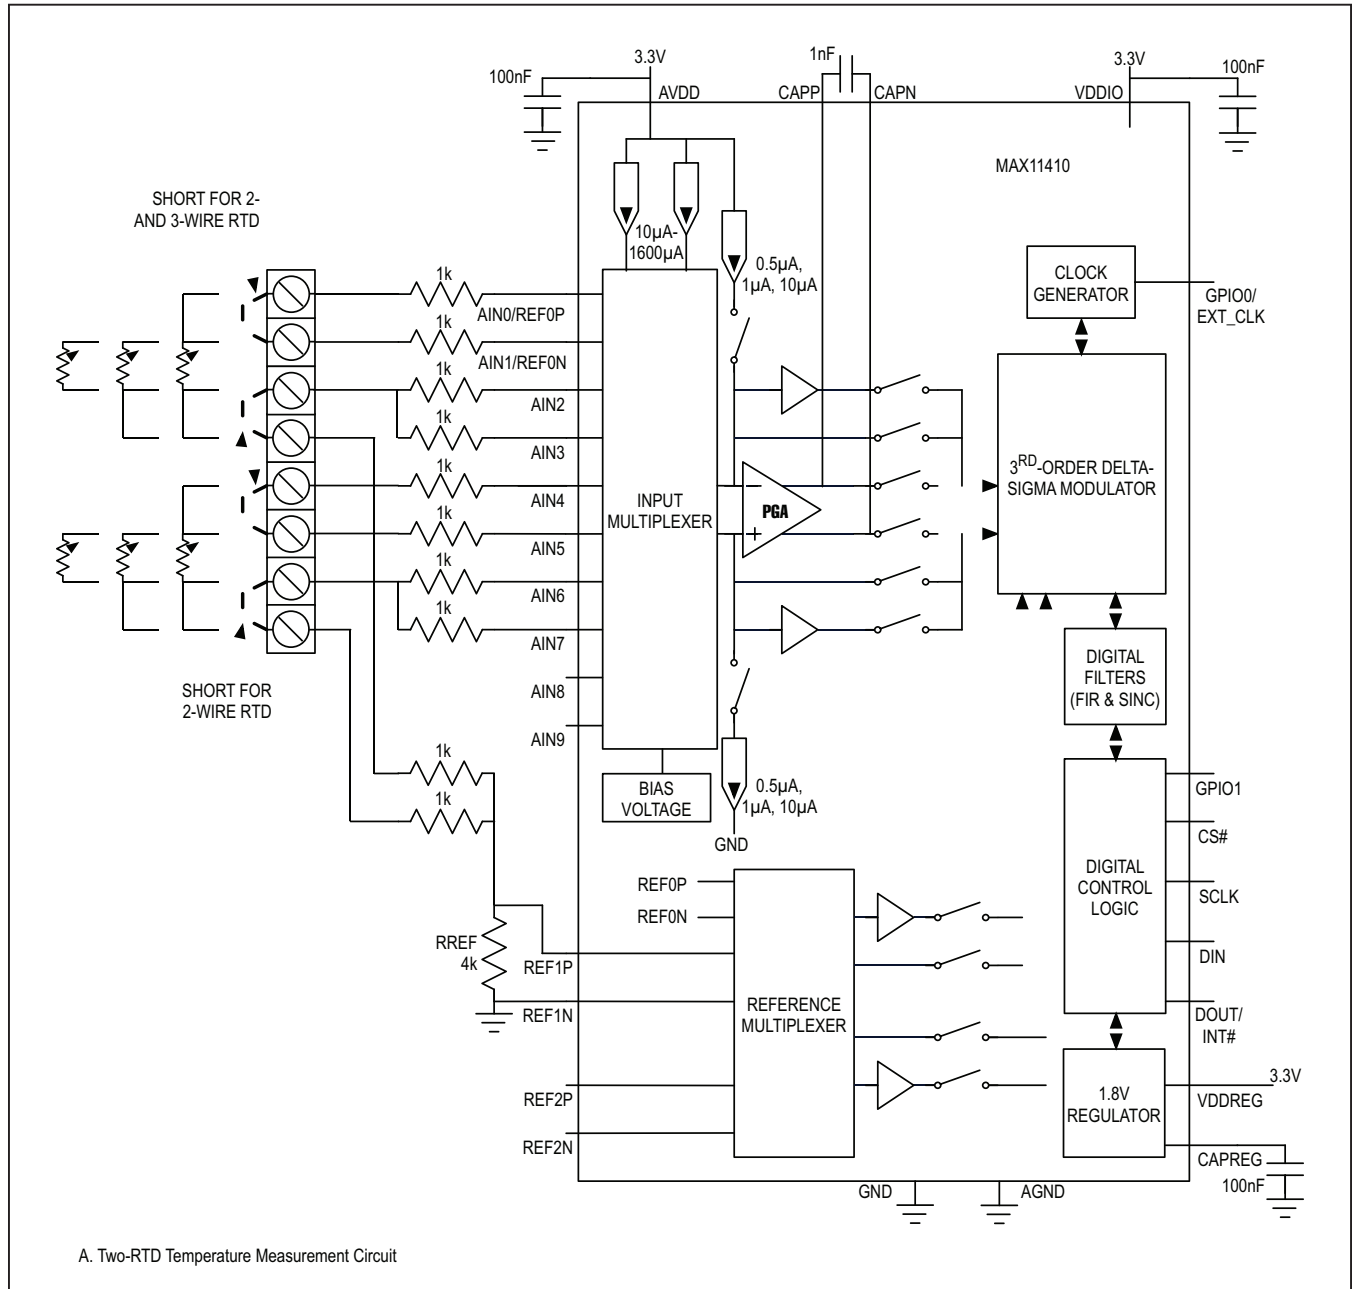 3.3V
1nF
3.3V
100nF
100nF
AVDD
CAPP
CAPN
VDDIO
MAX11410
SHORT FOR 2-
AND 3-WIRE RTD
10µA-
1600µA
0.5µA,
1µA, 10µA
CLOCK
GENERATOR
GPIO0/
EXT_CLK
1k
AIN0/REF0P
1k
AIN1/REF0N
1k
AIN2
1k
AIN3
1k
AIN4
1k
AIN5
1k
AIN6
1k
AIN7
AIN8
AIN9
INPUT
MULTIPLEXER
PGA
3RD-ORDER DELTA-
SIGMA MODULATOR
DIGITAL
FILTERS
(FIR & SINC)
SHORT FOR
2-WIRE RTD
1k
1k
BIAS
VOLTAGE
0.5µA,
1µA, 10µA
GND
DIGITAL
CONTROL
LOGIC
GPIO1
CS#
SCLK
DIN
DOUT/
INT#
REF0P
REF0N
RREF
4k
REF1P
REF1N
REF2P
REF2N
REFERENCE
MULTIPLEXER
1.8V
REGULATOR
3.3V
VDDREG
CAPREG
100nF
GND
AGND
A. Two-RTD Temperature Measurement Circuit